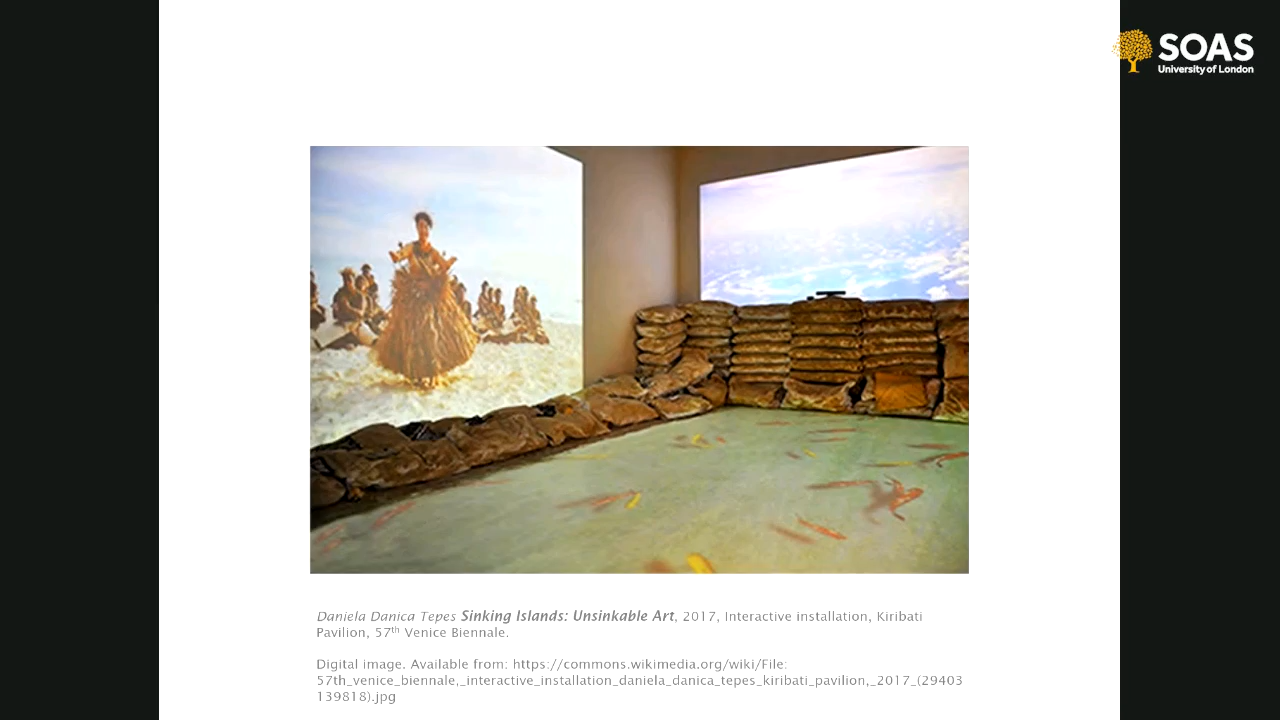 SOAS
University of London
Daniela Danica Tepes Sinking Islands: Unsinkable Art, 2017, Interactive installation, Kiribati
Pavilion, 57th Venice Biennale.
Digital image. Available from: https://commons.wikimedia.org/wiki/File:
57th_venice_biennale,_interactive_installation_daniela_danica_tepes_kiribati_pavilion,_2017_(29403
139818).jpg